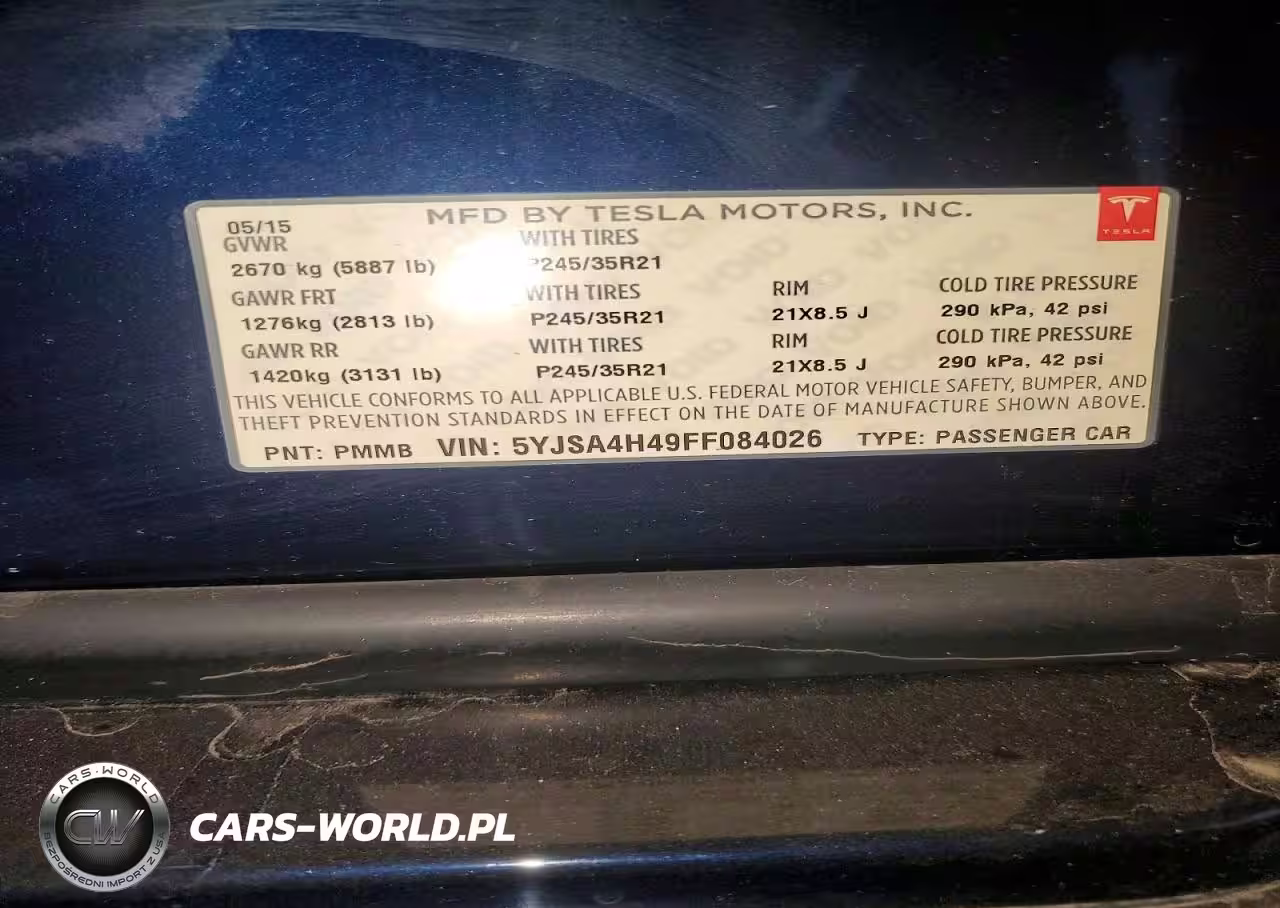 MFD BY TESLA MOTORS, INC.
TESLA
05/15
GVWR WITH TIRES
2670 kg (5887 lb) P245/35R21
GAWR FRT WITH TIRES RIM COLD TIRE PRESSURE
1276kg (2813 lb) P245/35R21 21X8.5 J 290 kPa, 42 psi
GAWR RR WITH TIRES RIM COLD TIRE PRESSURE
1420kg (3131 lb) P245/35R21 21X8.5 J 290 kPa, 42 psi
THIS VEHICLE CONFORMS TO ALL APPLICABLE U.S. FEDERAL MOTOR VEHICLE SAFETY, BUMPER, AND
THEFT PREVENTION STANDARDS IN EFFECT ON THE DATE OF MANUFACTURE SHOWN ABOVE.
PNT: PMMB VIN: 5YJSA4H49FF084026 TYPE: PASSENGER CAR
CARS-WORLD
CW
BEZPOŚREDNI IMPORT Z USA
CARS-WORLD.PL